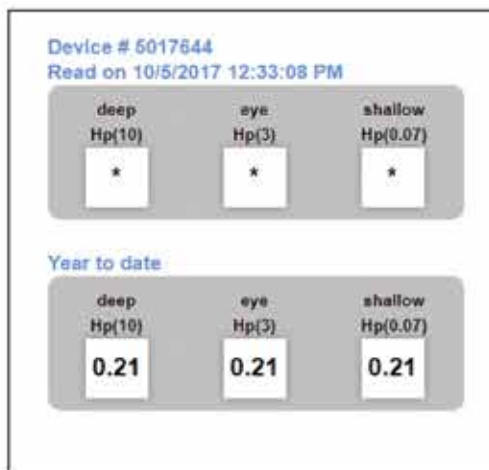 Device # 5017644
Read on 10/5/2017 12:33:08 PM
deep eye shallow
Hp(10) Hp(3) Hp(0.07)
* * *
Year to date
deep eye shallow
Hp(10) Hp(3) Hp(0.07)
0.21 0.21 0.21